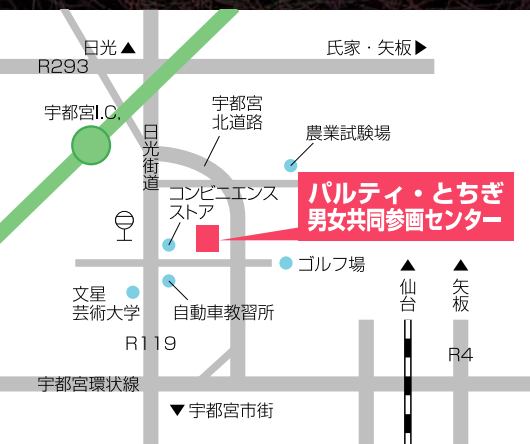 日光▲
氏家・矢板▶
R293
宇都宮I.C.
宇都宮
北道路
農業試験場
日光街道
コンビニエンス
ストア
パルティ・とちぎ
男女共同参画センター
ゴルフ場
▲
仙台
▲
矢板
文星
芸術大学
自動車教習所
R119
R4
宇都宮環状線
▼宇都宮市街